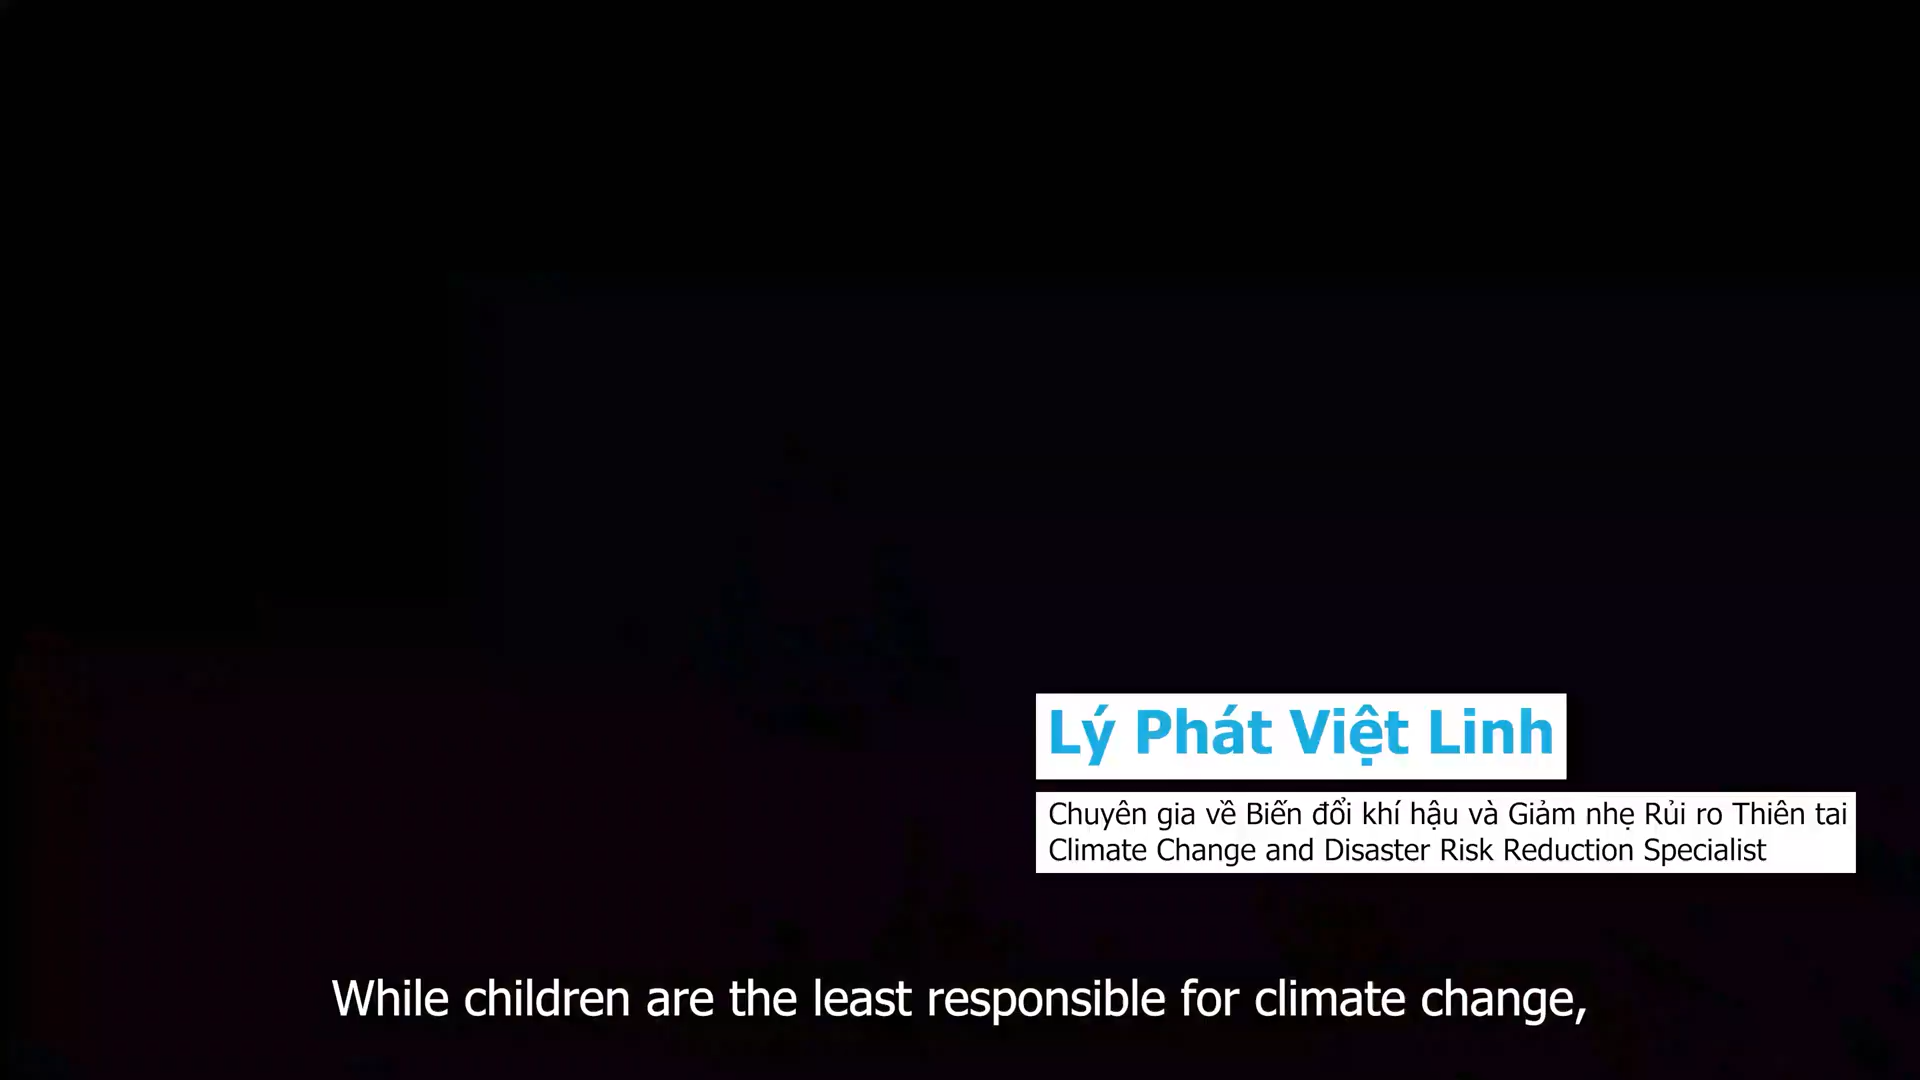 Lý Phát Việt Linh
Chuyên gia về Biến đổi khí hậu và Giảm nhẹ Rủi ro Thiên tai
Climate Change and Disaster Risk Reduction Specialist
While children are the least responsible for climate change,